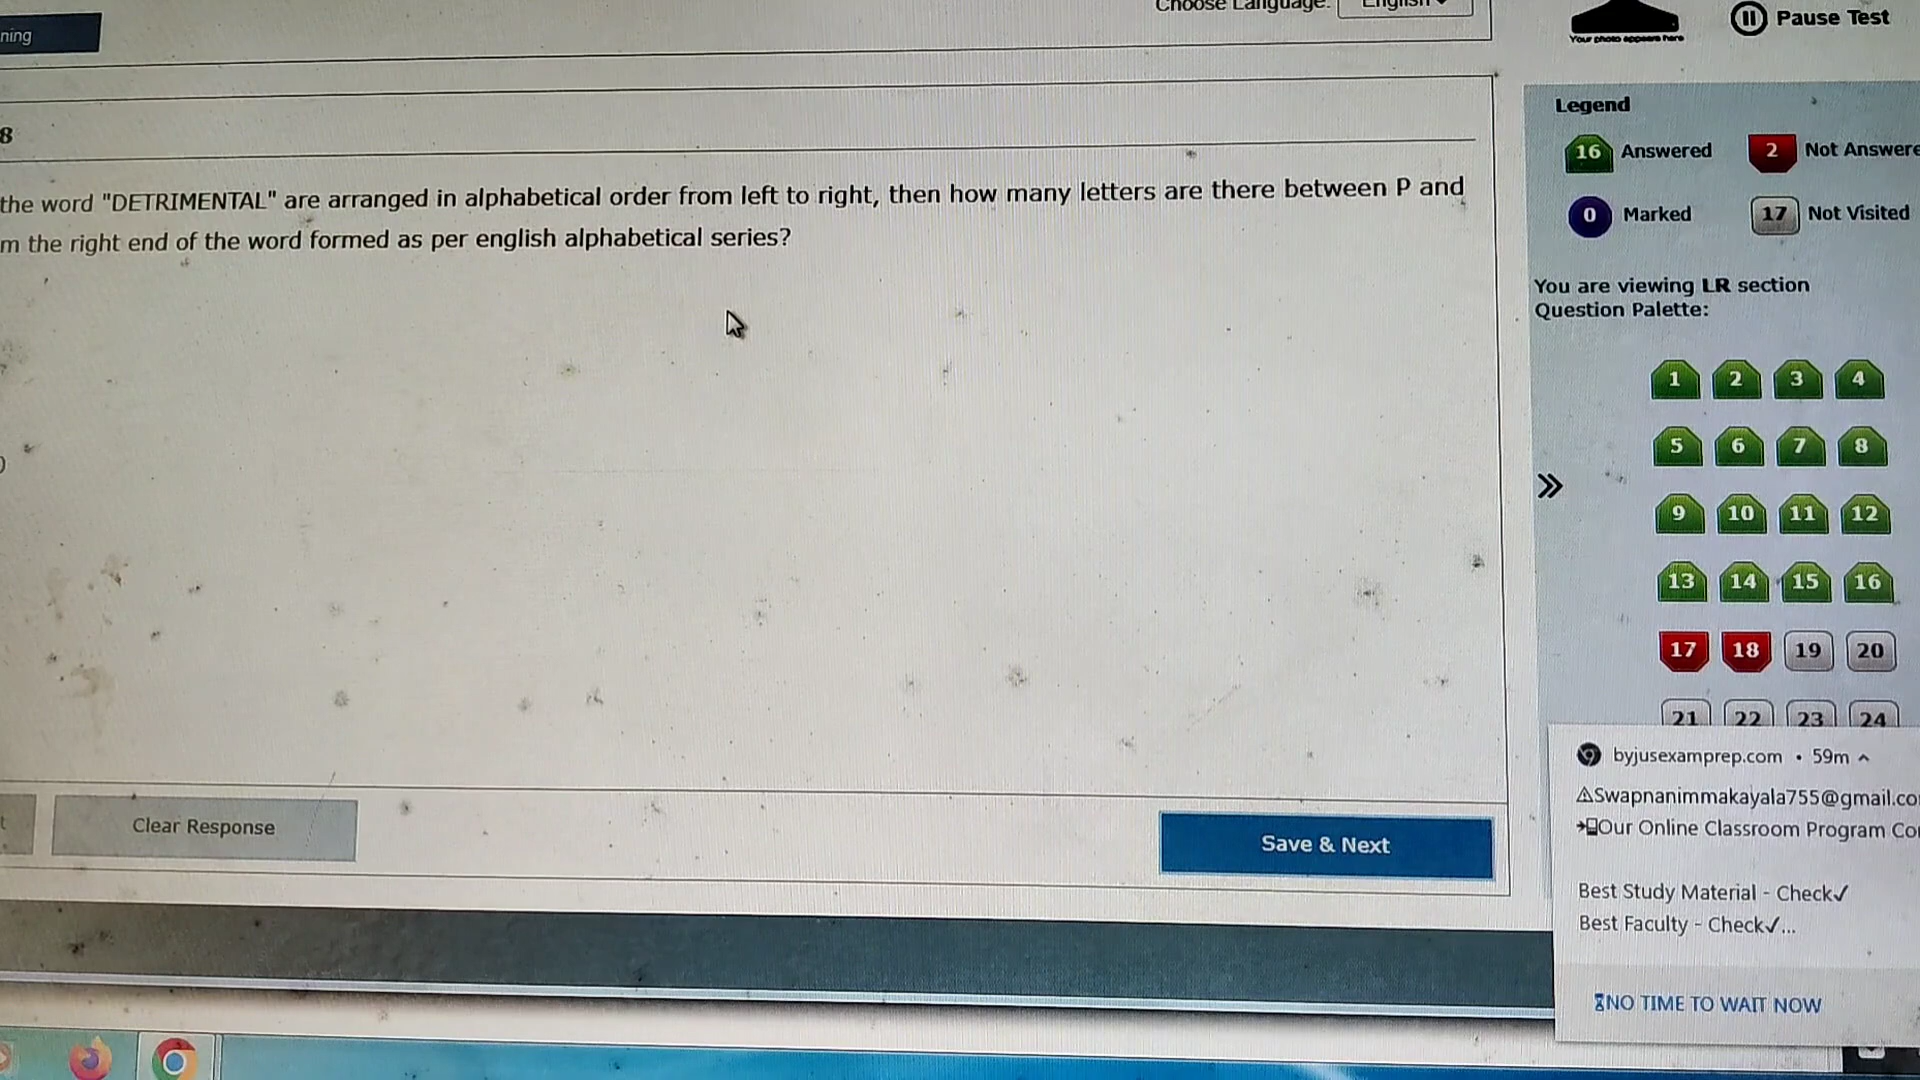 Choose Language: English
ning
Your photo appears here
Pause Test
Legend
8
16 Answered
2 Not Answere
the word "DETRIMENTAL" are arranged in alphabetical order from left to right, then how many letters are there between P and
m the right end of the word formed as per english alphabetical series?
0 Marked
17 Not Visited
You are viewing LR section
Question Palette:
1 2 3 4
5 6 7 8
9 10 11 12
13 14 15 16
17 18 19 20
21 22 23 24
byjusexamprep.com • 59m
⚠Swapnanimmakayala755@gmail.co
Our Online Classroom Program Co
t
Clear Response
Save & Next
Best Study Material - Check✓
Best Faculty - Check✓...
⌛NO TIME TO WAIT NOW